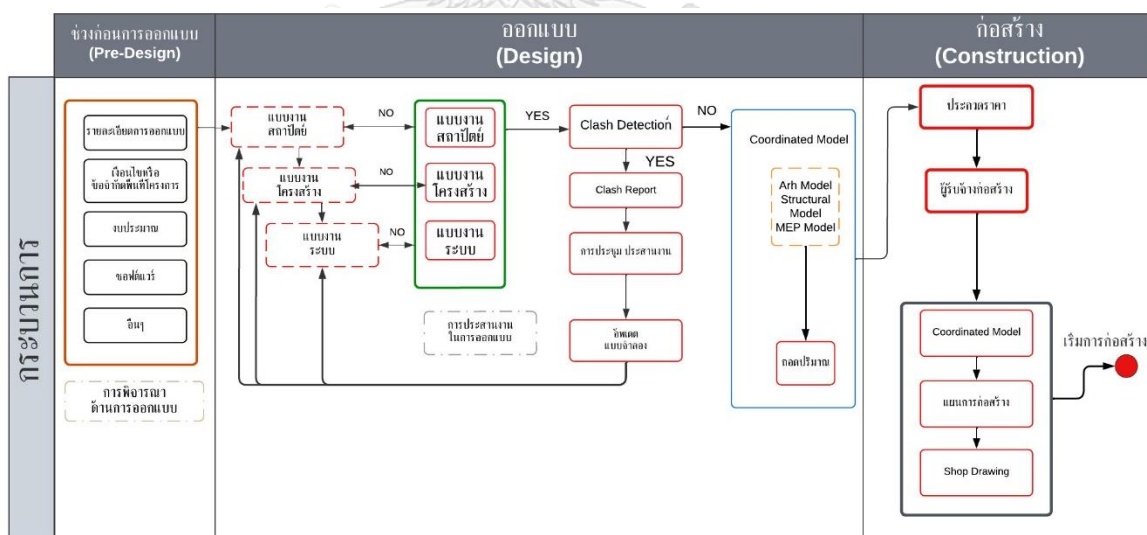 ช่วงก่อนการออกแบบ
(Pre-Design)
ออกแบบ
(Design)
ก่อสร้าง
(Construction)
กระบวนการ
รายละเอียดการออกแบบ
เงื่อนไขหรือ
ข้อจำกัดพื้นที่โครงการ
งบประมาณ
ซอฟต์แวร์
อื่นๆ
การพิจารณา
ด้านการออกแบบ
แบบงาน
สถาปัตย์
แบบงาน
โครงสร้าง
แบบงาน
ระบบ
NO
NO
NO
แบบงาน
สถาปัตย์
แบบงาน
โครงสร้าง
แบบงาน
ระบบ
การประสานงาน
ในการออกแบบ
YES
Clash Detection
YES
Clash Report
การประชุม ประสานงาน
อัพเดต
แบบจำลอง
NO
Coordinated Model
Arh Model
Structural
Model
MEP Model
ถอดปริมาณ
ประกวดราคา
ผู้รับจ้างก่อสร้าง
Coordinated Model
แผนการก่อสร้าง
Shop Drawing
เริ่มการก่อสร้าง